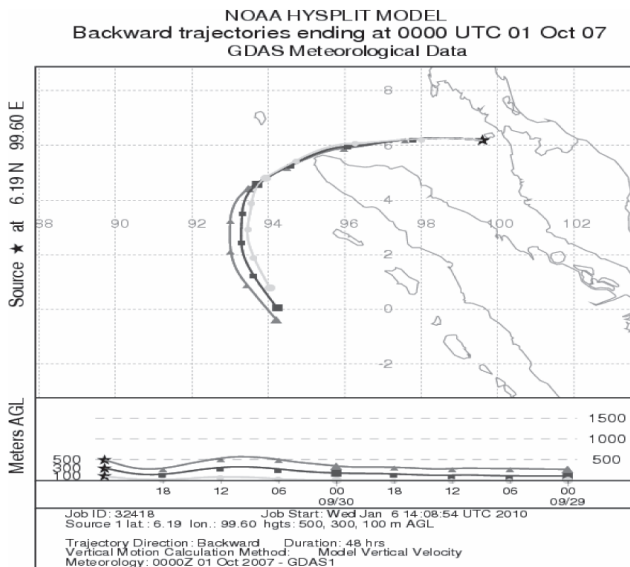 NOAA HYSPLIT MODEL
Backward trajectories ending at 0000 UTC 01 Oct 07
GDAS Meteorological Data
Source ★ at 6.19 N 99.60 E
8
6
4
2
0
-2
88 90 92 94 96 98 100 102
Meters AGL
1500
1000
500
500
300
100
18 12 06 00 18 12 06 00
09/30 09/29
Job ID: 32418 Job Start: Wed Jan 6 14:08:54 UTC 2010
Source 1 lat.: 6.19 lon.: 99.60 hgts: 500, 300, 100 m AGL
Trajectory Direction: Backward Duration: 48 hrs
Vertical Motion Calculation Method: Model Vertical Velocity
Meteorology: 0000Z 01 Oct 2007 - GDAS1